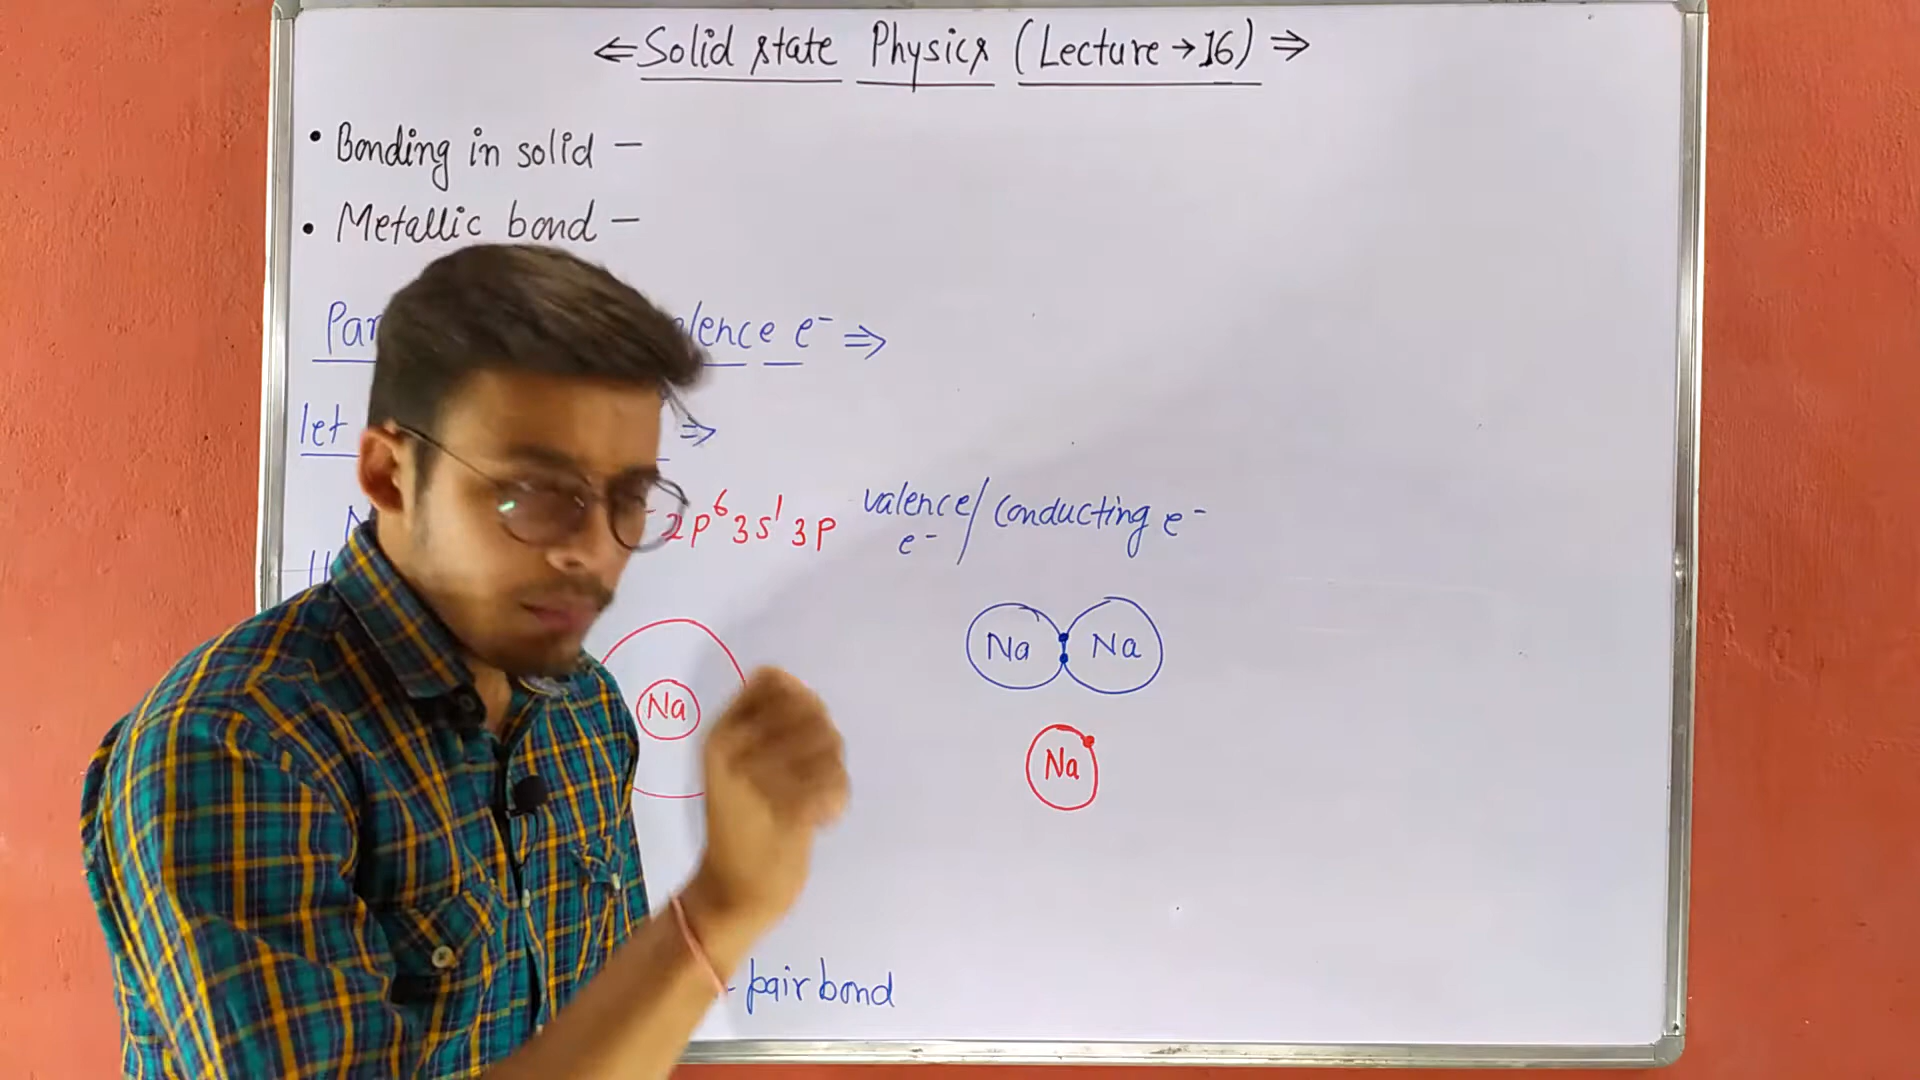 ⇐ Solid state Physics (Lecture → 16) ⇒
• Bonding in solid –
• Metallic bond –
e⁻ ⇒
let ⇒
2p⁶ 3s¹ 3p valence/conducting e⁻
e⁻
Na Na
Na
Na
-pair bond